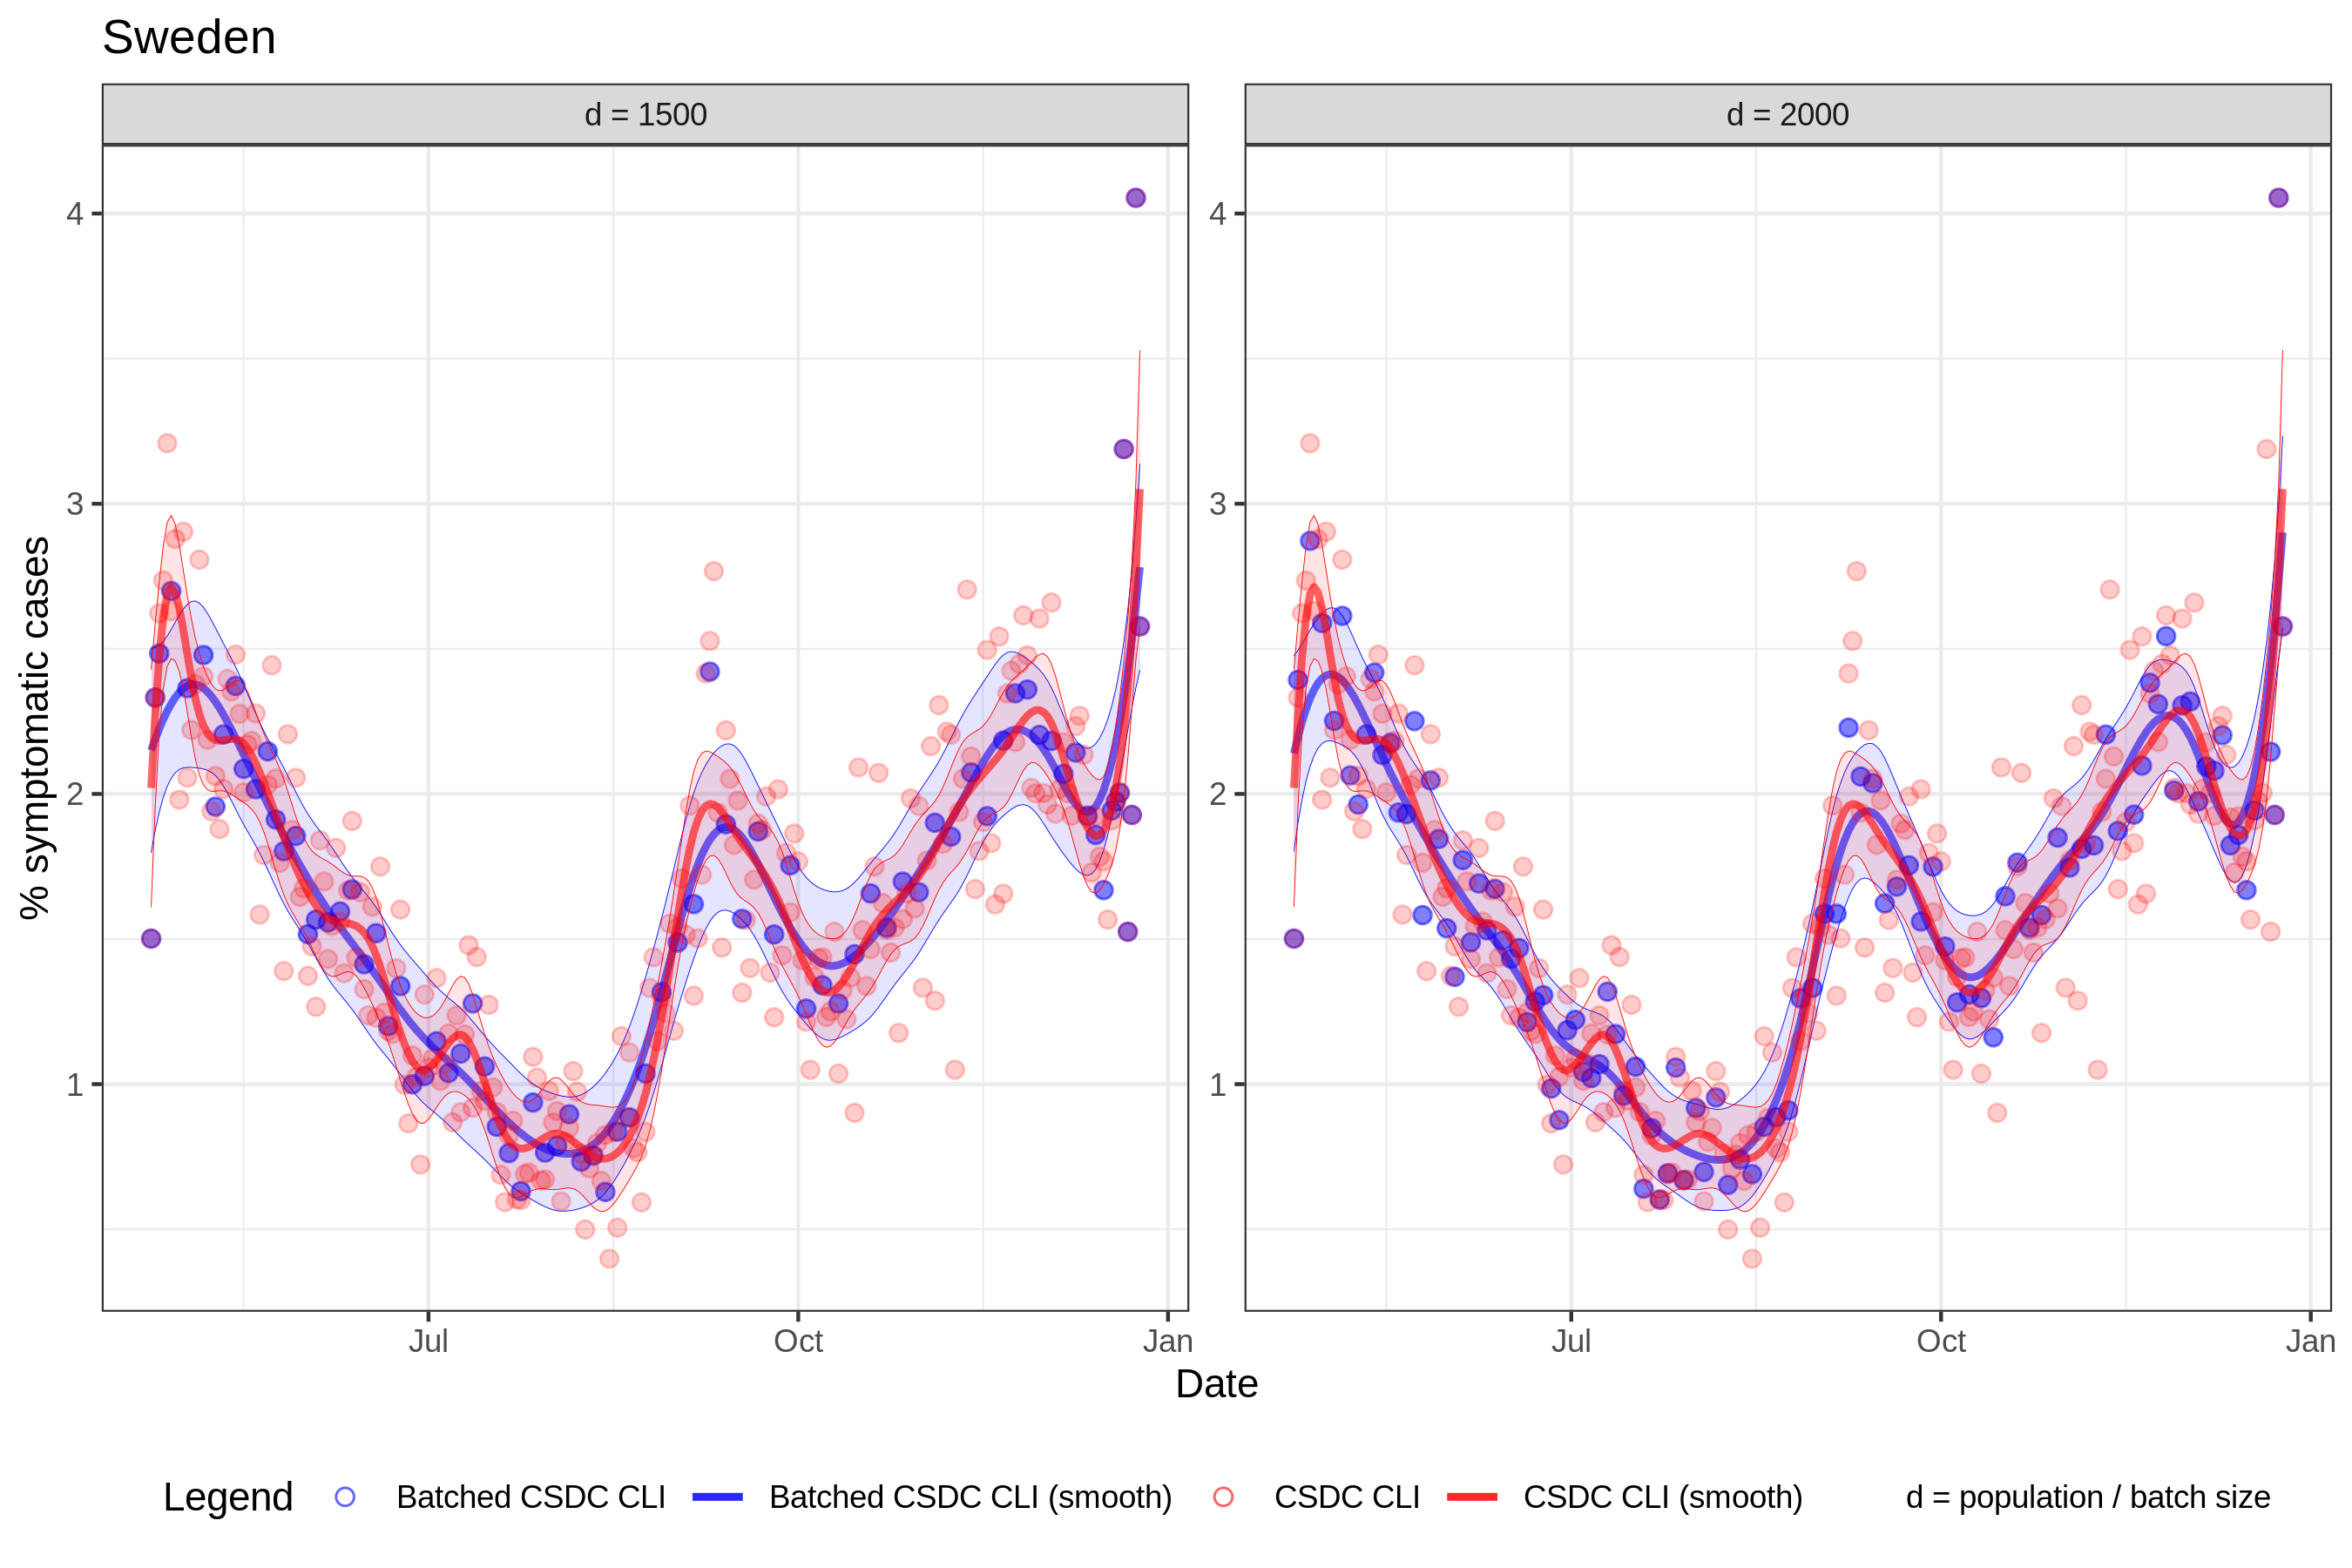 Sweden
d = 1500
d = 2000
% symptomatic cases
4
3
2
1
4
3
2
1
Jul
Oct
Jan
Jul
Oct
Jan
Date
Legend
Batched CSDC CLI
Batched CSDC CLI (smooth)
CSDC CLI
CSDC CLI (smooth)
d = population / batch size